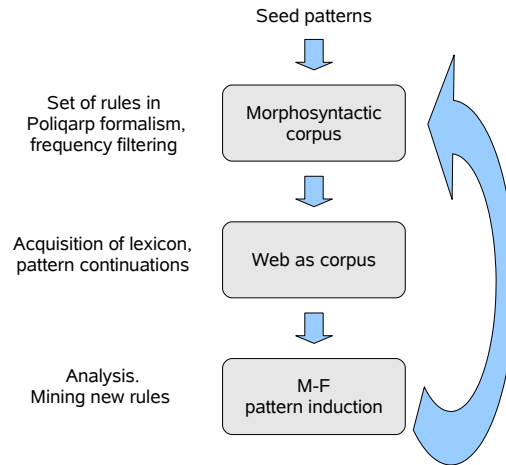 Seed patterns
Set of rules in
Poliqarp formalism,
frequency filtering
Morphosyntactic
corpus
Acquisition of lexicon,
pattern continuations
Web as corpus
Analysis.
Mining new rules
M-F
pattern induction